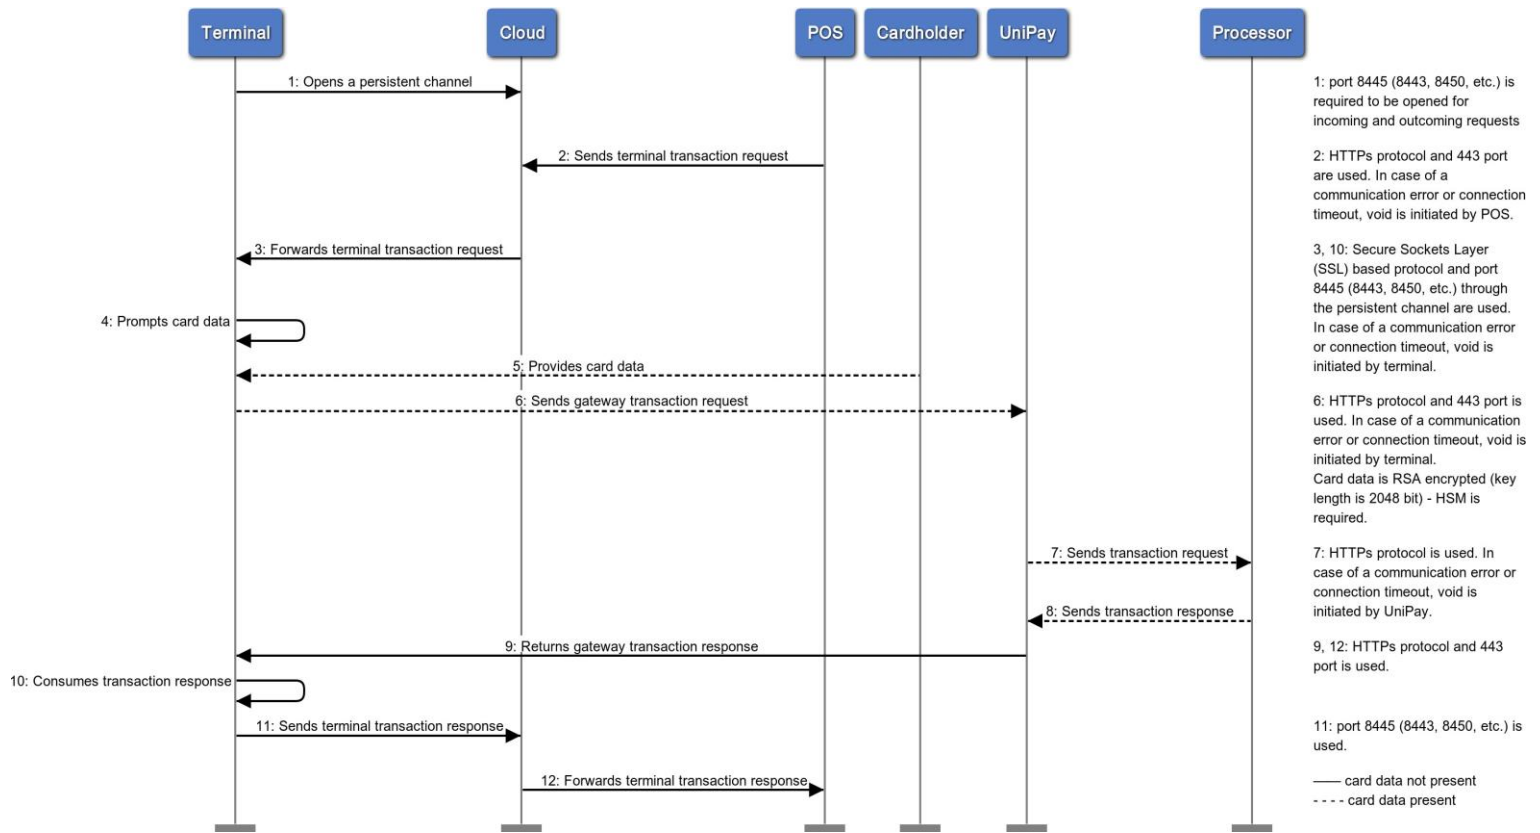 Terminal
Cloud
POS
Cardholder
UniPay
Processor
1: Opens a persistent channel
2: Sends terminal transaction request
3: Forwards terminal transaction request
4: Prompts card data
5: Provides card data
6: Sends gateway transaction request
7: Sends transaction request
8: Sends transaction response
9: Returns gateway transaction response
10: Consumes transaction response
11: Sends terminal transaction response
12: Forwards terminal transaction response
1: port 8445 (8443, 8450, etc.) is
required to be opened for
incoming and outcoming requests
2: HTTPs protocol and 443 port
are used. In case of a
communication error or connection
timeout, void is initiated by POS.
3, 10: Secure Sockets Layer
(SSL) based protocol and port
8445 (8443, 8450, etc.) through
the persistent channel are used.
In case of a communication error
or connection timeout, void is
initiated by terminal.
6: HTTPs protocol and 443 port is
used. In case of a communication
error or connection timeout, void is
initiated by terminal.
Card data is RSA encrypted (key
length is 2048 bit) - HSM is
required.
7: HTTPs protocol is used. In
case of a communication error or
connection timeout, void is
initiated by UniPay.
9, 12: HTTPs protocol and 443
port is used.
11: port 8445 (8443, 8450, etc.) is
used.
—— card data not present
- - - - card data present